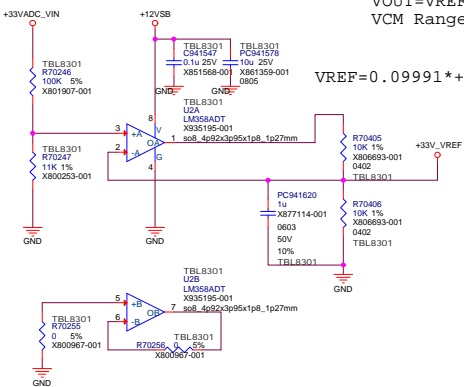 VOUT=VREF
VCM Range
VREF=0.09991*+
+33VADC_VIN
+12VSB
TBL8301
C941547
0.1u 25V
X851568-001
TBL8301
PC941578
10u 25V
X861359-001
0805
GND
GND
R70246
100K 5%
X801907-001
TBL8301
R70247
11K 1%
X800253-001
GND
TBL8301
U2A
LM358ADT
X935195-001
so8_4p92x3p95x1p8_1p27mm
8
V
3
+A
OA
1
2
-A
G
4
GND
R70405
10K 1%
X806693-001
0402
TBL8301
+33V_VREF
R70406
10K 1%
X806693-001
0402
TBL8301
PC941620
1u
X877114-001
0603
50V
10%
TBL8301
GND
TBL8301
U2B
LM358ADT
X935195-001
so8_4p92x3p95x1p8_1p27mm
5
+B
OB
7
6
-B
TBL8301
R70255
0 5%
X800967-001
GND
TBL8301
R70256 0 5%
X800967-001